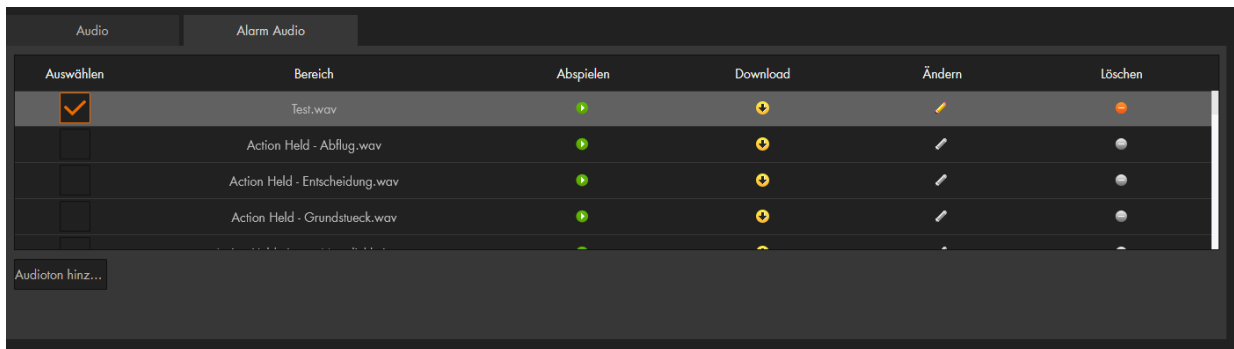 Audio Alarm Audio
Auswählen Bereich Abspielen Download Ändern Löschen
Test.wav
Action Held - Abflug.wav
Action Held - Entscheidung.wav
Action Held - Grundstueck.wav
Audioton hinz...